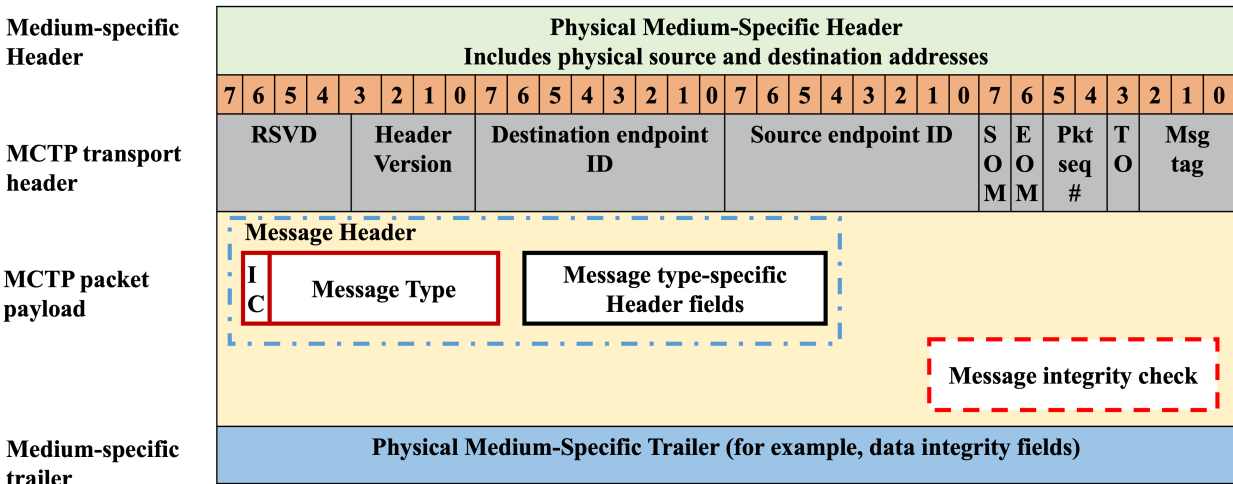 Medium-specific
Header
Physical Medium-Specific Header
Includes physical source and destination addresses
7 6 5 4 3 2 1 0 7 6 5 4 3 2 1 0 7 6 5 4 3 2 1 0 7 6 5 4 3 2 1 0
MCTP transport
header
RSVD
Header
Version
Destination endpoint
ID
Source endpoint ID
S
O
M
E
O
M
Pkt
seq
#
T
O
Msg
tag
MCTP packet
payload
Message Header
I
C
Message Type
Message type-specific
Header fields
Message integrity check
Medium-specific
trailer
Physical Medium-Specific Trailer (for example, data integrity fields)